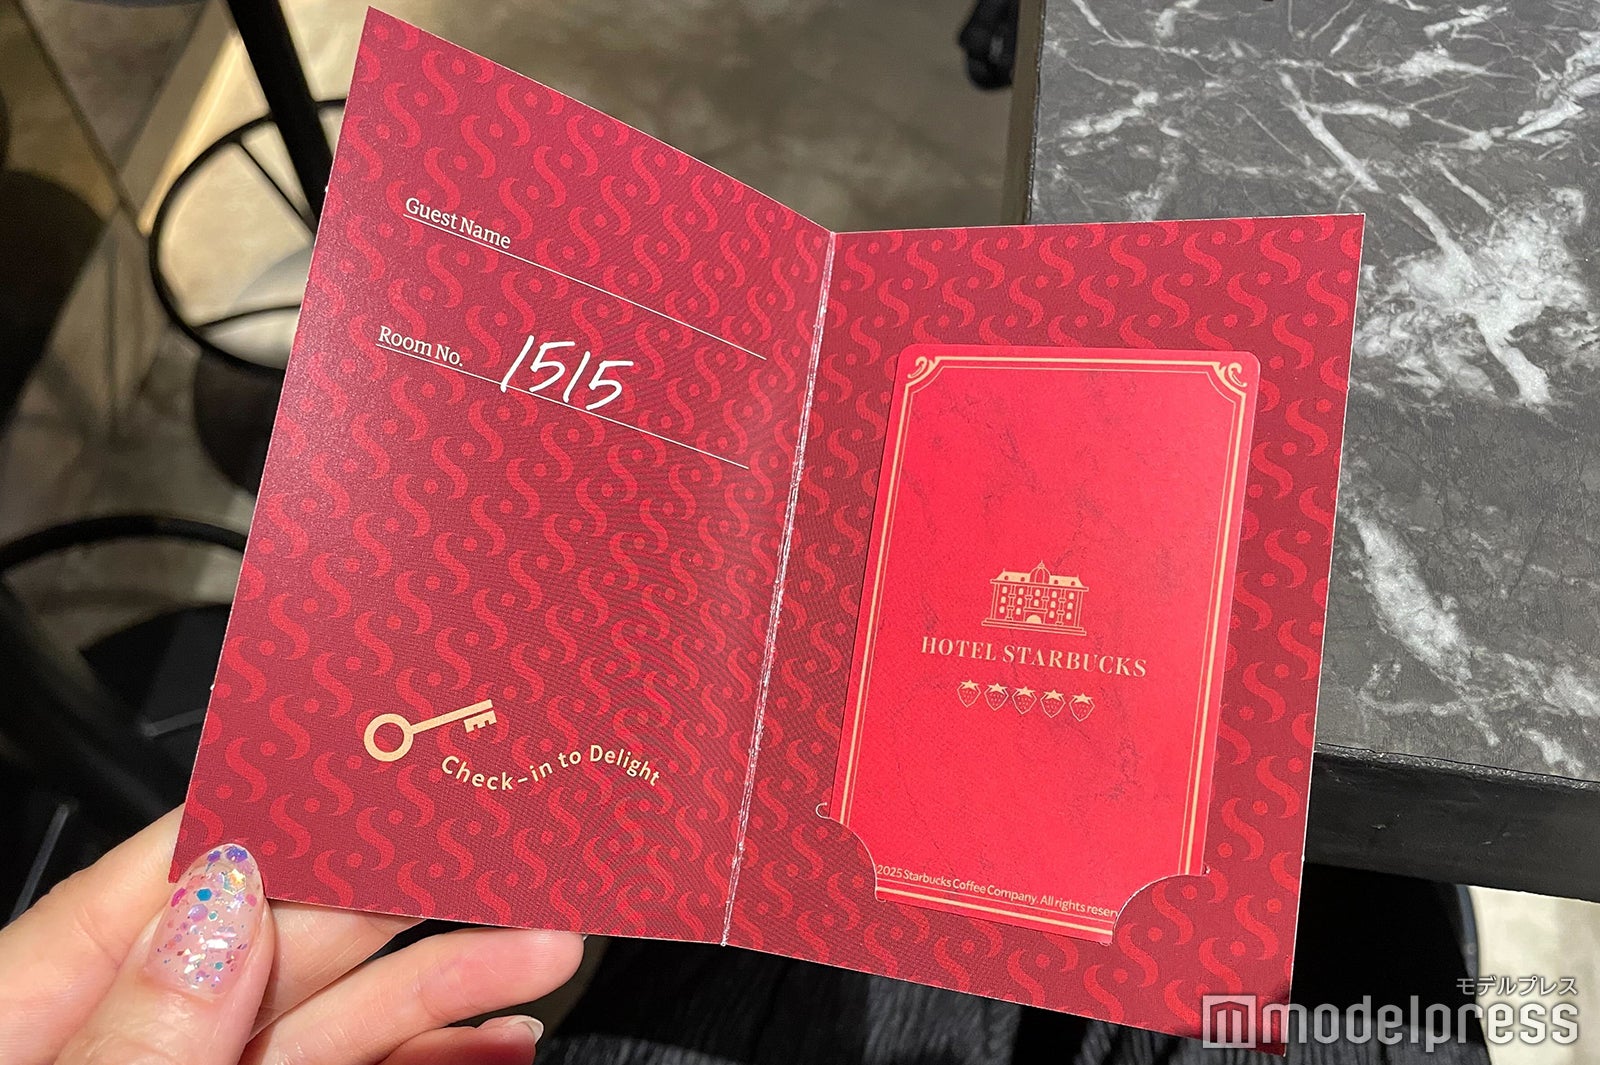 Guest Name
Room No. 1515
Check-in to Delight
HOTEL STARBUCKS
2025 Starbucks Coffee Company. All rights reserv
モデルプレス
modelpress